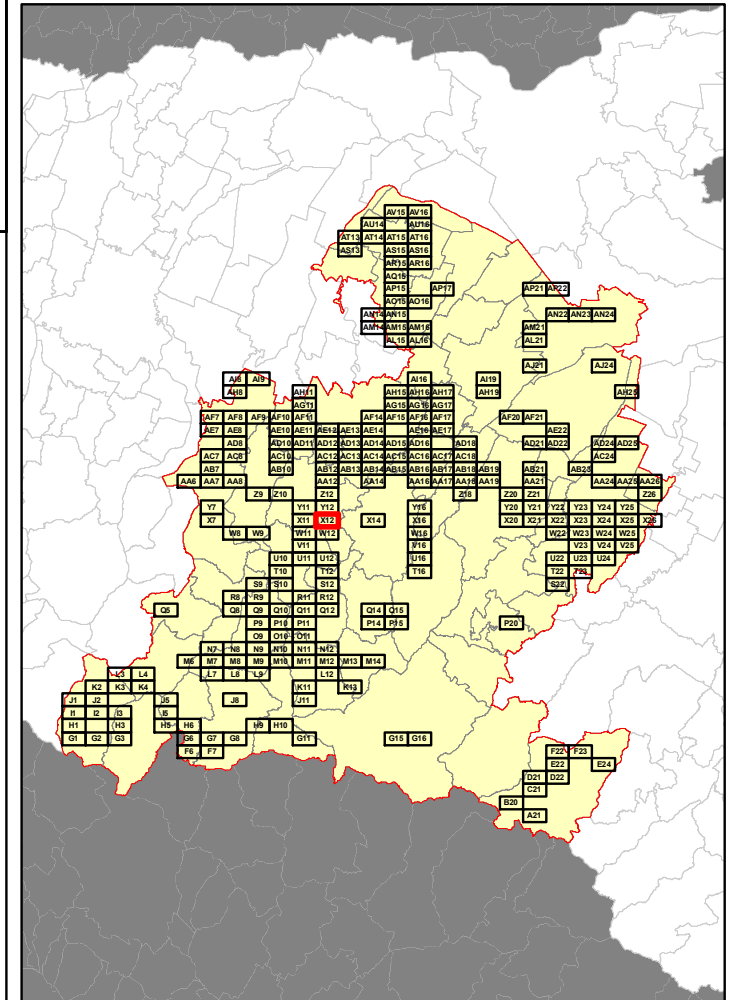 AV15 AV16
AU14 AU16
AT13 AT14 AT15 AT16
AS13 AS15 AS16
AR15 AR16
AQ15
AP15 AP17 AP21 AP22
AO15 AO16
AN14 AN15 AN22 AN23 AN24
AM14 AM15 AM16 AM21
AL15 AL16 AL21
AJ21 AJ24
AI8 AI9 AI16 AI19
AH8 AH11 AH15 AH16 AH17 AH19 AH25
AG11 AG15 AG16 AG17
AF7 AF8 AF9 AF10 AF11 AF14 AF15 AF16 AF17 AF20 AF21
AE7 AE8 AE10 AE11 AE12 AE13 AE14 AE16 AE17 AE22
AD8 AD10 AD11 AD12 AD13 AD14 AD15 AD16 AD18 AD21 AD22 AD24 AD25
AC7 AC8 AC10 AC12 AC13 AC14 AC15 AC16 AC17 AC18 AC24
AB7 AB10 AB12 AB13 AB14 AB15 AB16 AB17 AB18 AB19 AB21 AB23
AA6 AA7 AA8 AA12 AA14 AA16 AA17 AA18 AA19 AA21 AA24 AA25 AA26
Z9 Z10 Z12 Z18 Z20 Z21 Z26
Y7 Y11 Y12 Y16 Y20 Y21 Y22 Y23 Y24 Y25
X7 X11 X12 X14 X16 X20 X21 X22 X23 X24 X25 X26
W8 W9 W11 W12 W16 W22 W23 W24 W25
V11 V16 V23 V24 V25
U10 U11 U12 U16 U22 U23 U24
T10 T12 T16 T22 T23
S9 S10 S12 S22
R8 R9 R11 R12
Q5 Q8 Q9 Q10 Q11 Q12 Q14 Q15
P9 P10 P11 P14 P15 P20
O9 O10 O11
N7 N8 N9 N10 N11 N12
M6 M7 M8 M9 M10 M11 M12 M13 M14
L3 L4 L7 L8 L9 L12
K2 K3 K4 K11 K13
J1 J2 J5 J8 J11
I1 I2 I3 I5
H1 H3 H5 H6 H9 H10
G1 G2 G3 G6 G7 G8 G11 G15 G16
F6 F7 F22 F23
E22 E24
D21 D22
C21
B20
A21